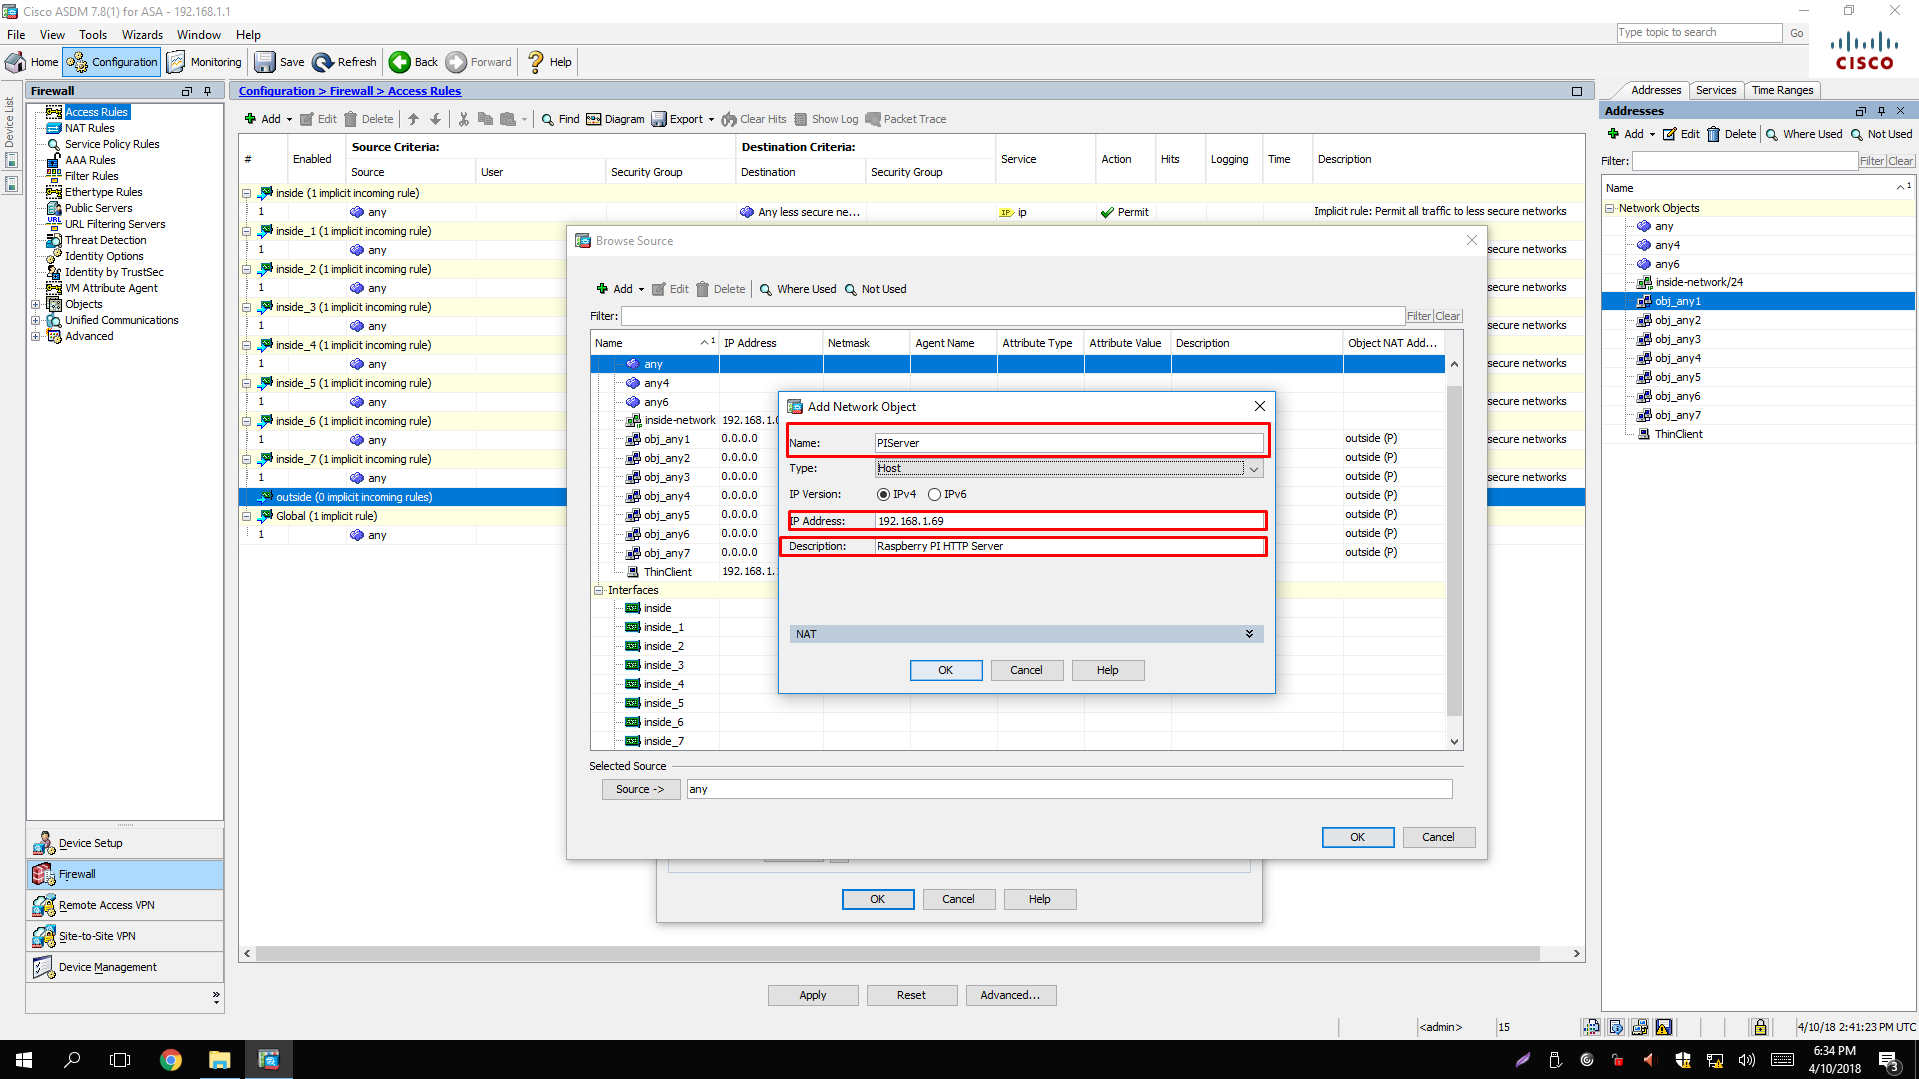 Cisco ASDM 7.8(1) for ASA - 192.168.1.1
File View Tools Wizards Window Help
Type topic to search Go
Home Configuration Monitoring Save Refresh Back Forward Help
CISCO
Device List
Firewall
Access Rules
NAT Rules
Service Policy Rules
AAA Rules
Filter Rules
Ethertype Rules
Public Servers
URL Filtering Servers
Threat Detection
Identity Options
Identity by TrustSec
VM Attribute Agent
Objects
Unified Communications
Advanced
Device Setup
Firewall
Remote Access VPN
Site-to-Site VPN
Device Management
Configuration > Firewall > Access Rules
Add Edit Delete Find Diagram Export Clear Hits Show Log Packet Trace
# Enabled Source Criteria: Destination Criteria: Service Action Hits Logging Time Description
Source User Security Group Destination Security Group
inside (1 implicit incoming rule)
1 any Any less secure ne... ip Permit Implicit rule: Permit all traffic to less secure networks
inside_1 (1 implicit incoming rule)
1 any secure networks
inside_2 (1 implicit incoming rule)
1 any secure networks
inside_3 (1 implicit incoming rule)
1 any secure networks
inside_4 (1 implicit incoming rule)
1 any secure networks
inside_5 (1 implicit incoming rule)
1 any secure networks
inside_6 (1 implicit incoming rule)
1 any secure networks
inside_7 (1 implicit incoming rule)
1 any secure networks
outside (0 implicit incoming rules)
Global (1 implicit rule)
1 any
Browse Source
Add Edit Delete Where Used Not Used
Filter: Filter Clear
Name 1 IP Address Netmask Agent Name Attribute Type Attribute Value Description Object NAT Add...
any
any4
any6
inside-network 192.168.1.0
obj_any1 0.0.0.0 outside (P)
obj_any2 0.0.0.0 outside (P)
obj_any3 0.0.0.0 outside (P)
obj_any4 0.0.0.0 outside (P)
obj_any5 0.0.0.0 outside (P)
obj_any6 0.0.0.0 outside (P)
obj_any7 0.0.0.0 outside (P)
ThinClient 192.168.1.
Interfaces
inside
inside_1
inside_2
inside_3
inside_4
inside_5
inside_6
inside_7
Selected Source
Source -> any
OK Cancel
Add Network Object
Name: PIServer
Type: Host
IP Version: IPv4 IPv6
IP Address: 192.168.1.69
Description: Raspberry PI HTTP Server
NAT
OK Cancel Help
OK Cancel Help
Apply Reset Advanced...
Addresses Services Time Ranges
Addresses
Add Edit Delete Where Used Not Used
Filter: Filter Clear
Name 1
Network Objects
any
any4
any6
inside-network/24
obj_any1
obj_any2
obj_any3
obj_any4
obj_any5
obj_any6
obj_any7
ThinClient
<admin> 15 4/10/18 2:41:23 PM UTC
6:34 PM
4/10/2018
3